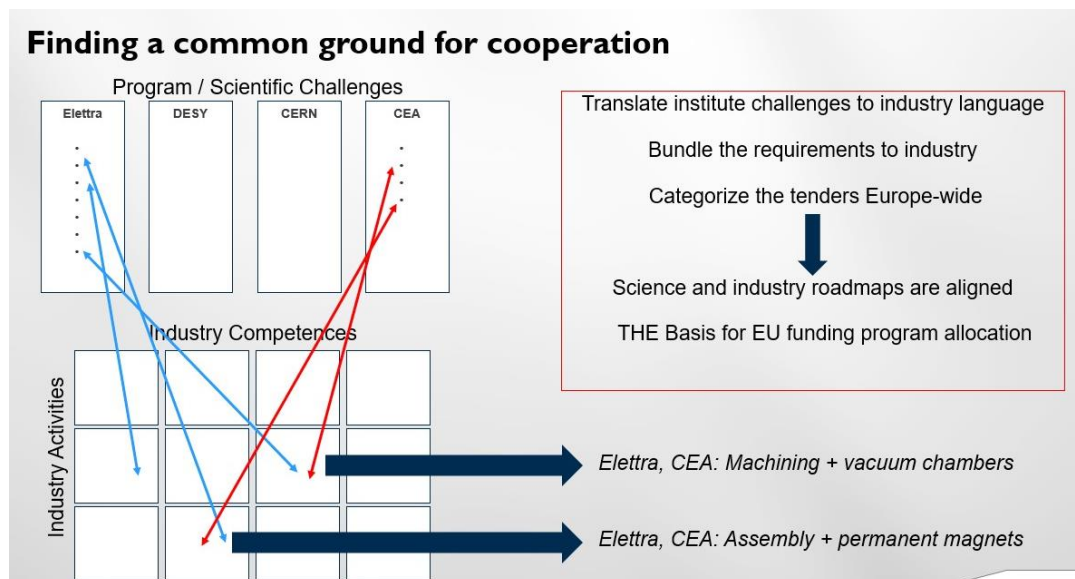 Finding a common ground for cooperation
Program / Scientific Challenges
Elettra
DESY
CERN
CEA
Industry Competences
Industry Activities
Translate institute challenges to industry language
Bundle the requirements to industry
Categorize the tenders Europe-wide
Science and industry roadmaps are aligned
THE Basis for EU funding program allocation
Elettra, CEA: Machining + vacuum chambers
Elettra, CEA: Assembly + permanent magnets